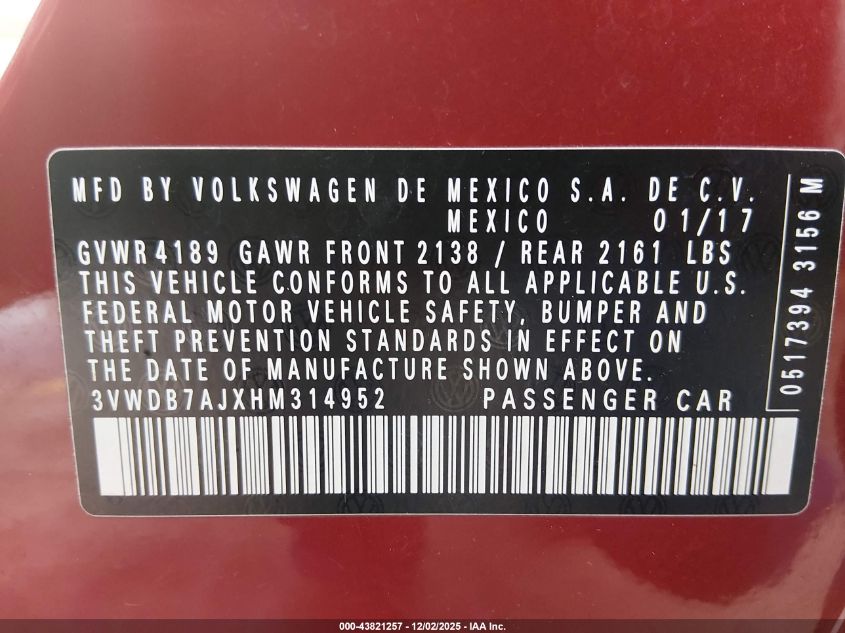 MFD BY VOLKSWAGEN DE MEXICO S.A. DE C.V.
MEXICO 01/17
GVWR 4189 GAWR FRONT 2138 / REAR 2161 LBS
THIS VEHICLE CONFORMS TO ALL APPLICABLE U.S.
FEDERAL MOTOR VEHICLE SAFETY, BUMPER AND
THEFT PREVENTION STANDARDS IN EFFECT ON
THE DATE OF MANUFACTURE SHOWN ABOVE.
3VWDB7AJXHM314952 PASSENGER CAR
0517394 3156 M
000-43821257 - 12/02/2025 - IAA Inc.